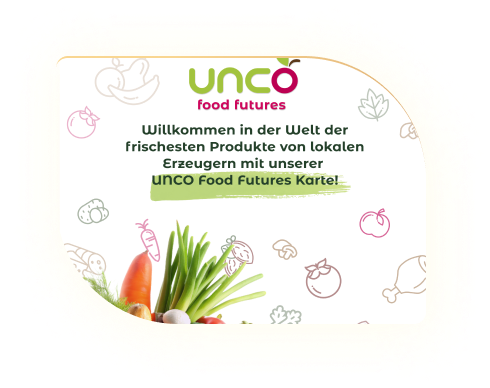 UNCO
food futures
Willkommen in der Welt der
frischesten Produkte von lokalen
Erzeugern mit unserer
UNCO Food Futures Karte!